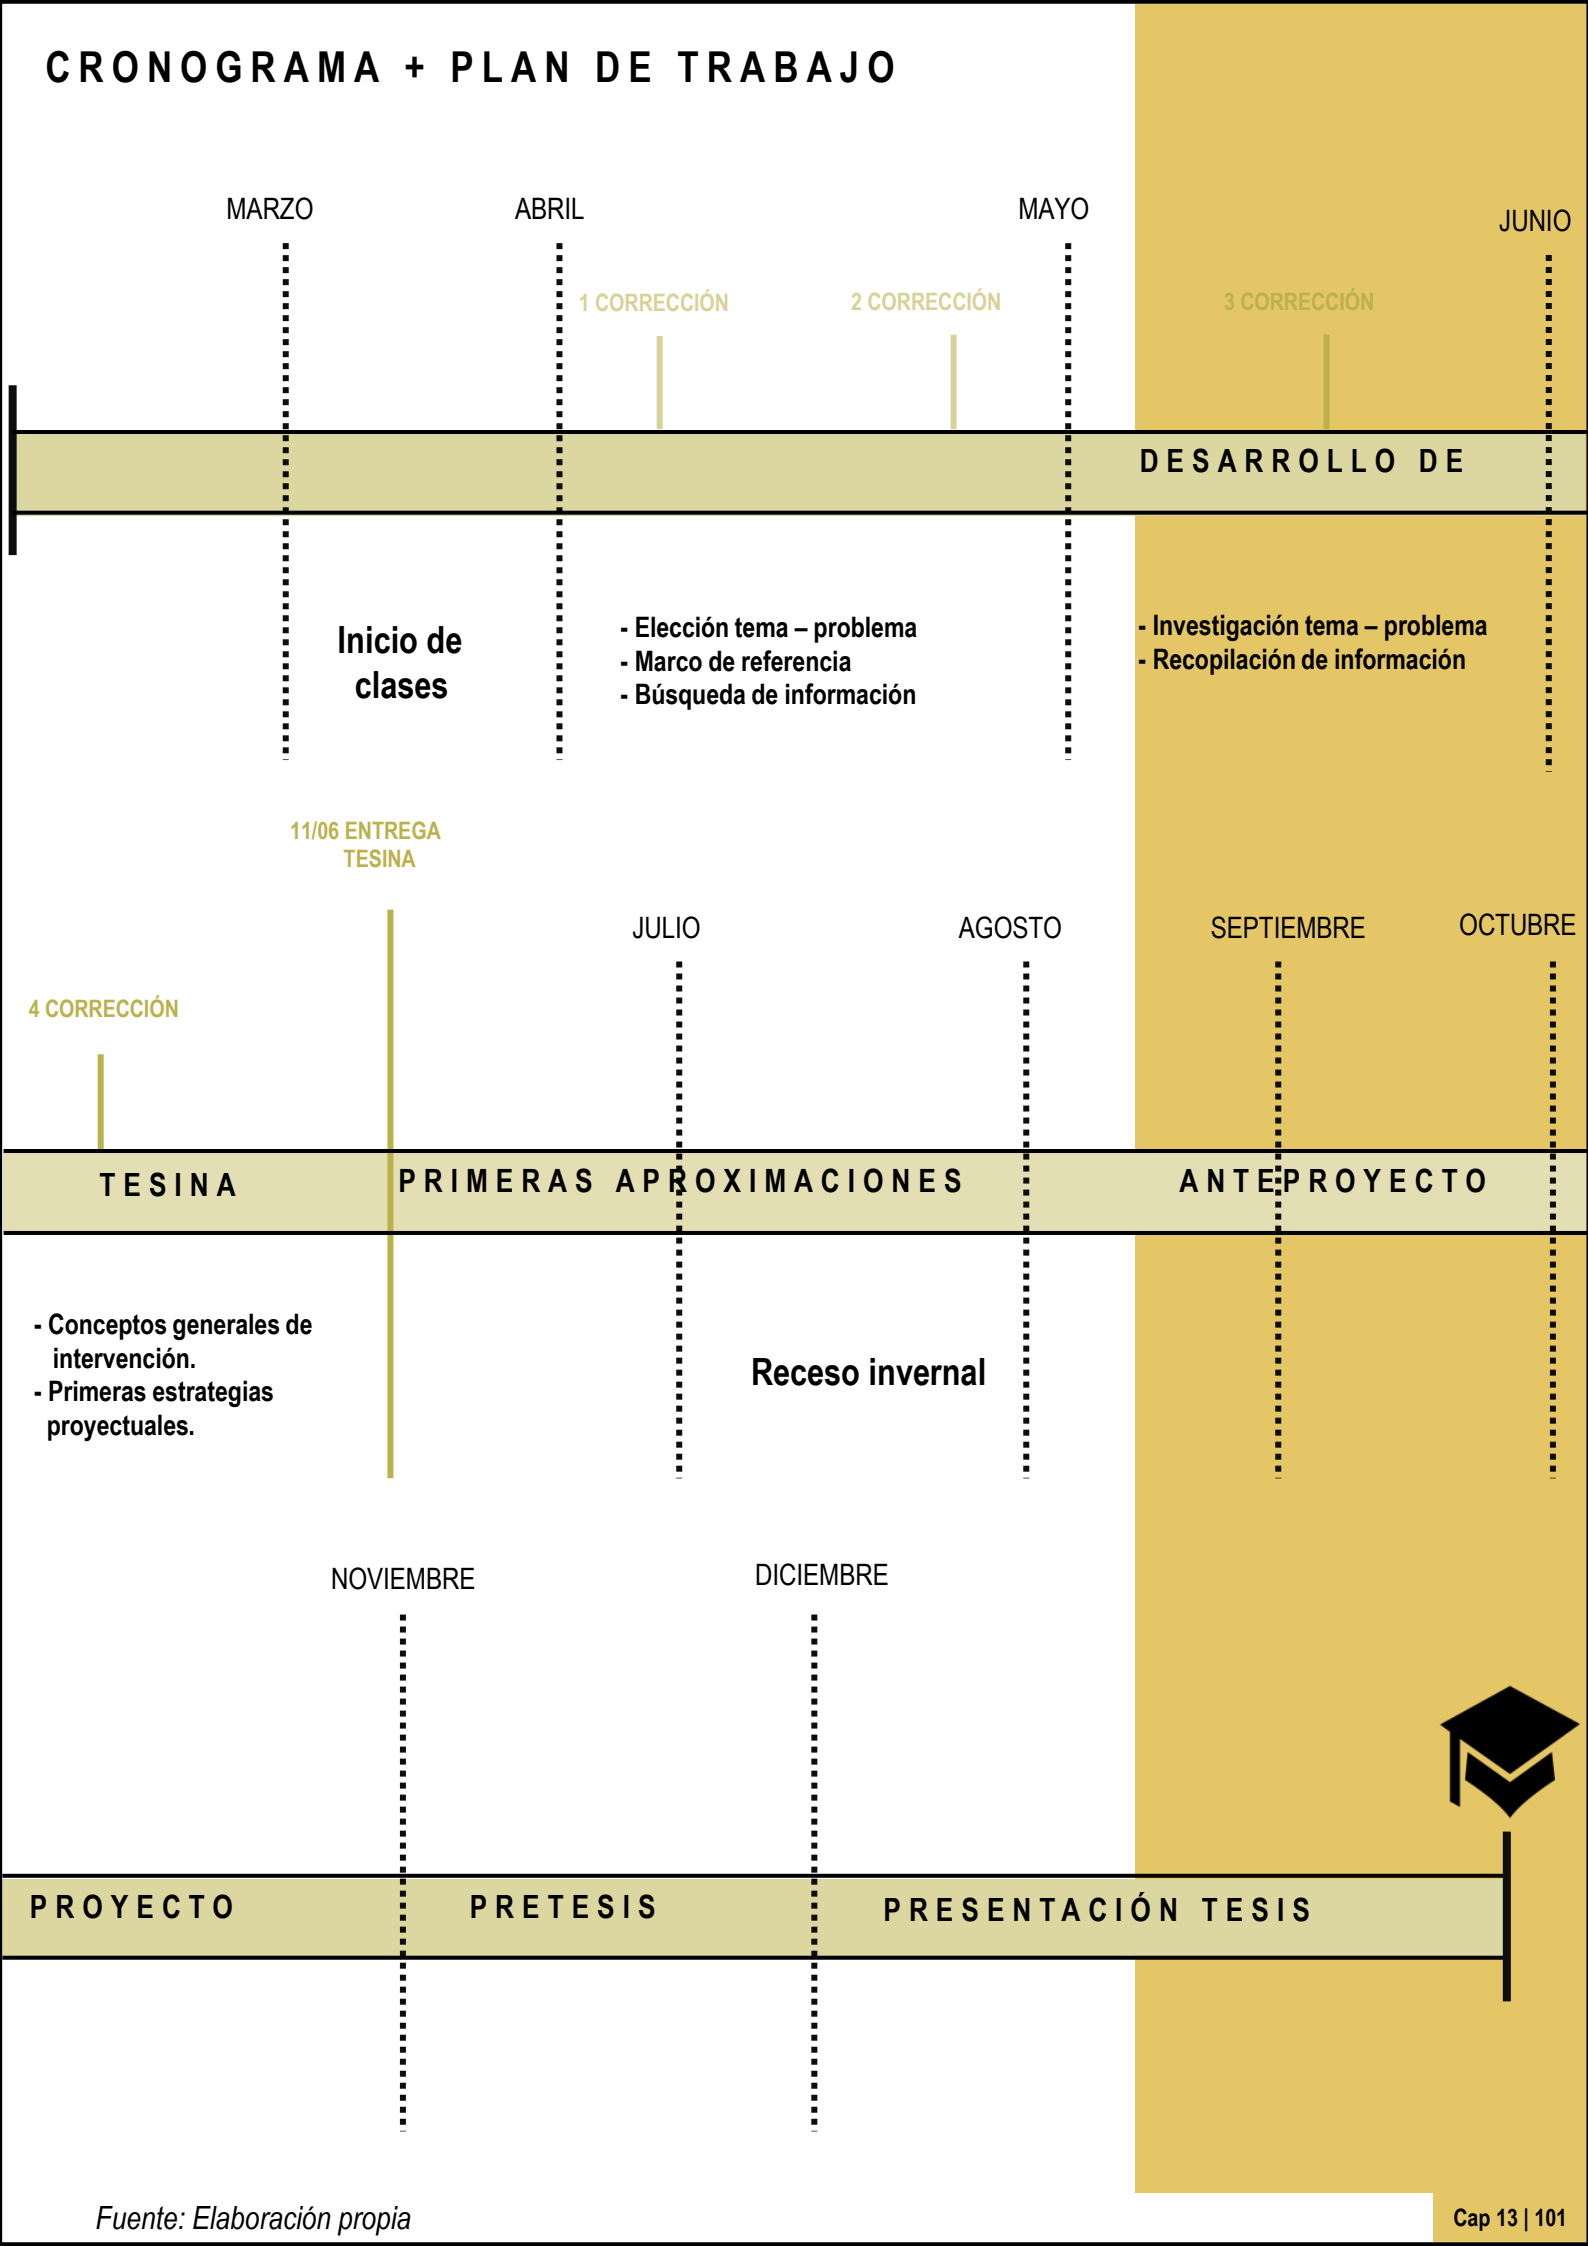 CRONOGRAMA + PLAN DE TRABAJO
MARZO
ABRIL
MAYO
JUNIO
1 CORRECCIÓN
2 CORRECCIÓN
3 CORRECCIÓN
DESARROLLO DE
Inicio de
clases
- Elección tema – problema
- Marco de referencia
- Búsqueda de información
- Investigación tema – problema
- Recopilación de información
11/06 ENTREGA
TESINA
JULIO
AGOSTO
SEPTIEMBRE
OCTUBRE
4 CORRECCIÓN
TESINA
PRIMERAS APROXIMACIONES
ANTEPROYECTO
- Conceptos generales de
intervención.
- Primeras estrategias
proyectuales.
Receso invernal
NOVIEMBRE
DICIEMBRE
PROYECTO
PRETESIS
PRESENTACIÓN TESIS
Fuente: Elaboración propia
Cap 13 | 101